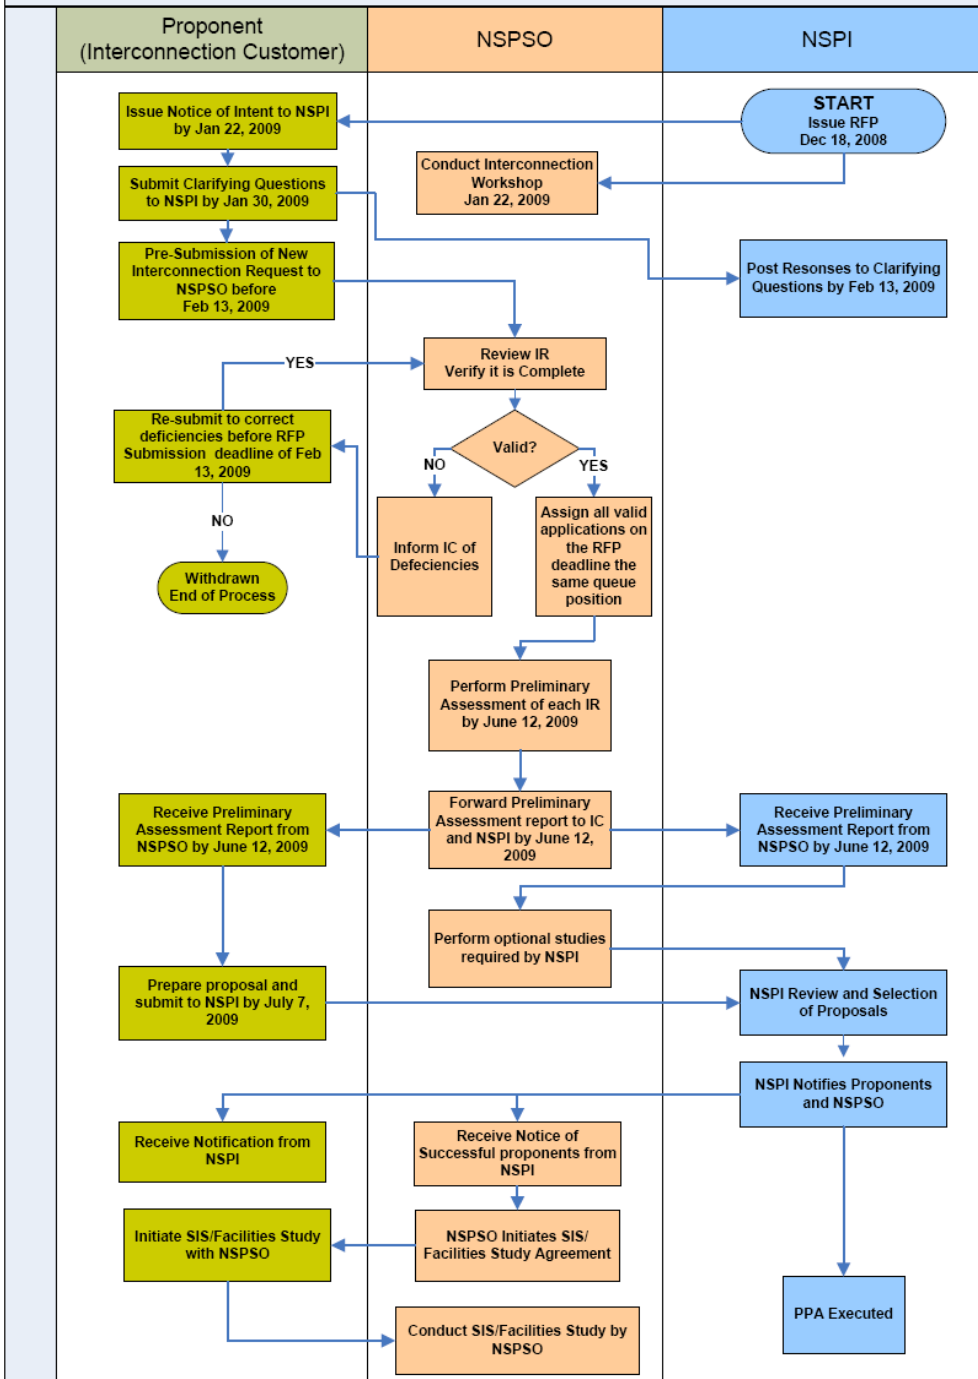 Proponent
(Interconnection Customer)
NSPSO
NSPI
Issue Notice of Intent to NSPI
by Jan 22, 2009
START
Issue RFP
Dec 18, 2008
Conduct Interconnection
Workshop
Jan 22, 2009
Submit Clarifying Questions
to NSPI by Jan 30, 2009
Pre-Submission of New
Interconnection Request to
NSPSO before
Feb 13, 2009
Post Resonses to Clarifying
Questions by Feb 13, 2009
YES
Review IR
Verify it is Complete
Re-submit to correct
deficiencies before RFP
Submission deadline of Feb
13, 2009
Valid?
NO
YES
NO
Inform IC of
Defeciencies
Assign all valid
applications on
the RFP
deadline the
same queue
position
Withdrawn
End of Process
Perform Preliminary
Assessment of each IR
by June 12, 2009
Receive Preliminary
Assessment Report from
NSPSO by June 12, 2009
Forward Preliminary
Assessment report to IC
and NSPI by June 12,
2009
Receive Preliminary
Assessment Report from
NSPSO by June 12, 2009
Perform optional studies
required by NSPI
Prepare proposal and
submit to NSPI by July 7,
2009
NSPI Review and Selection
of Proposals
NSPI Notifies Proponents
and NSPSO
Receive Notification from
NSPI
Receive Notice of
Successful proponents from
NSPI
Initiate SIS/Facilities Study
with NSPSO
NSPSO Initiates SIS/
Facilities Study Agreement
PPA Executed
Conduct SIS/Facilities Study by
NSPSO